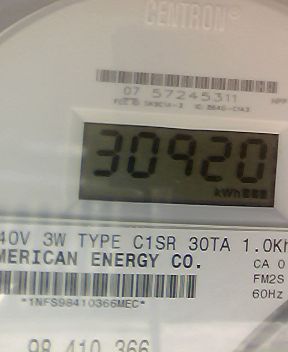 CENTRON®
07 57245311
30920
kWh
40V 3W TYPE C1SR 30TA 1.0Kh
MERICAN ENERGY CO.
CA 0
FM2S
60Hz
*1NFS98410366MEC*
98 410 366